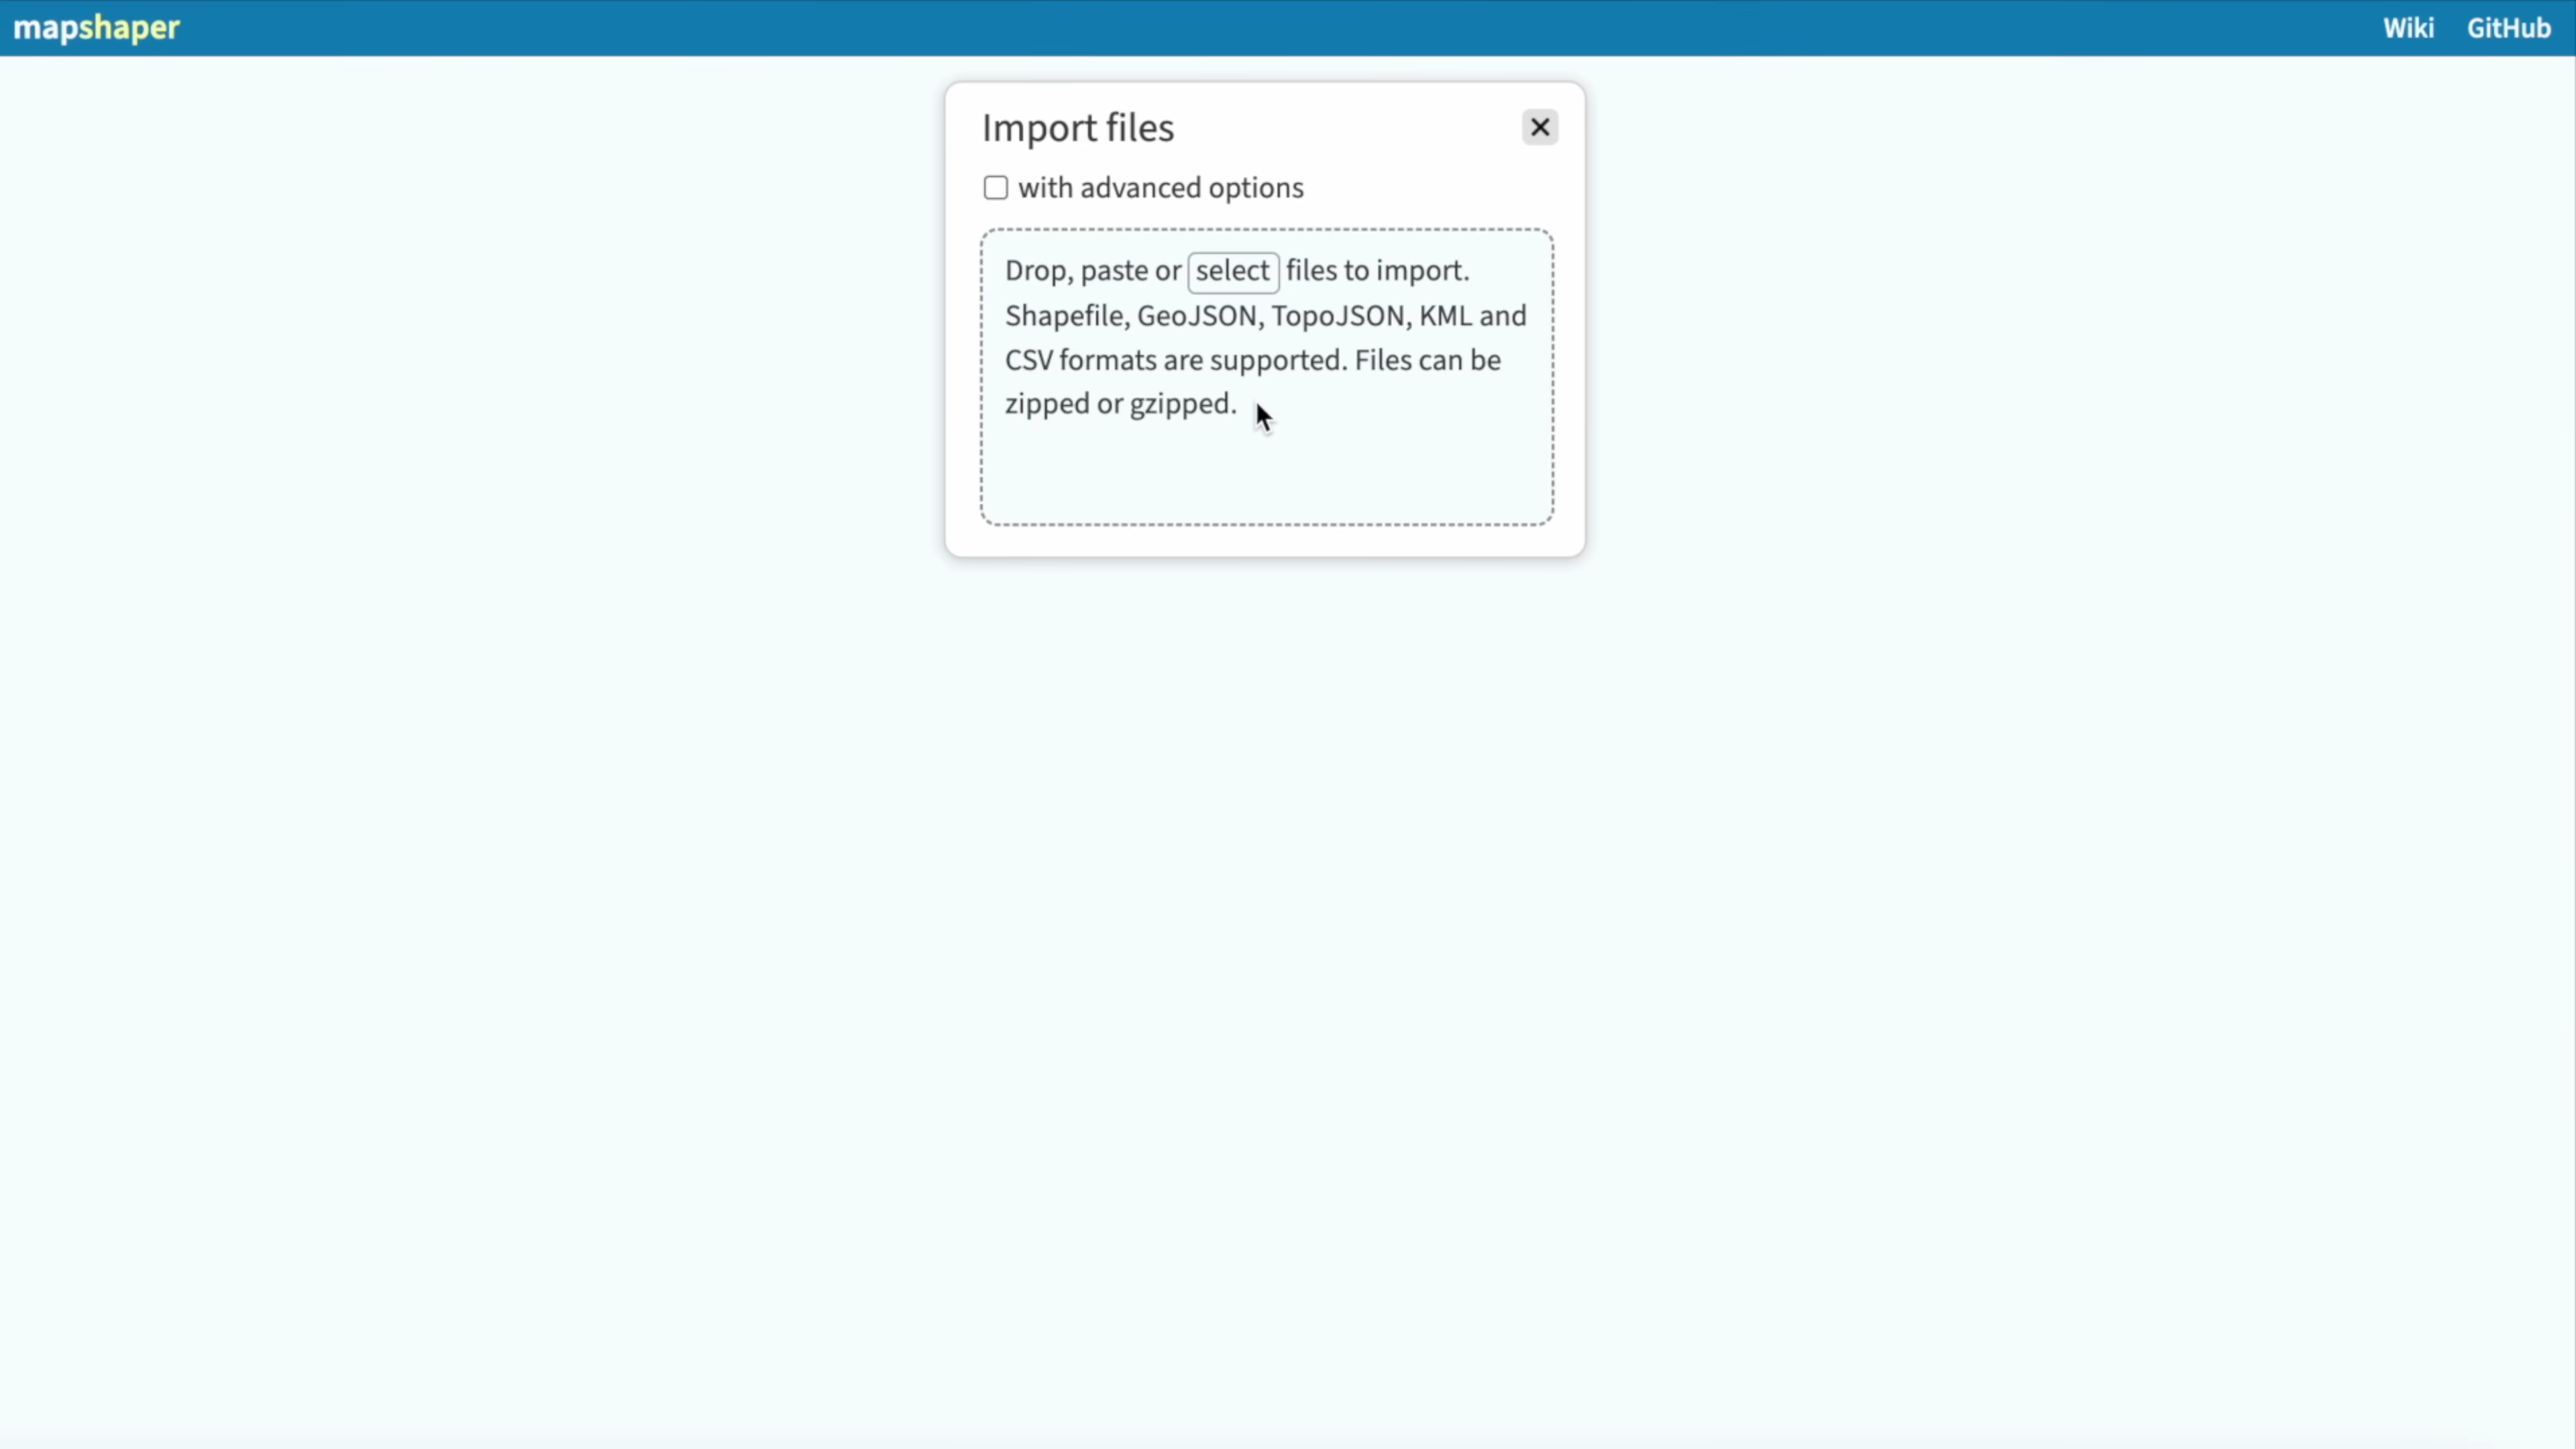 mapshaper
Wiki GitHub
Import files
with advanced options
Drop, paste or select files to import.
Shapefile, GeoJSON, TopoJSON, KML and
CSV formats are supported. Files can be
zipped or gzipped.